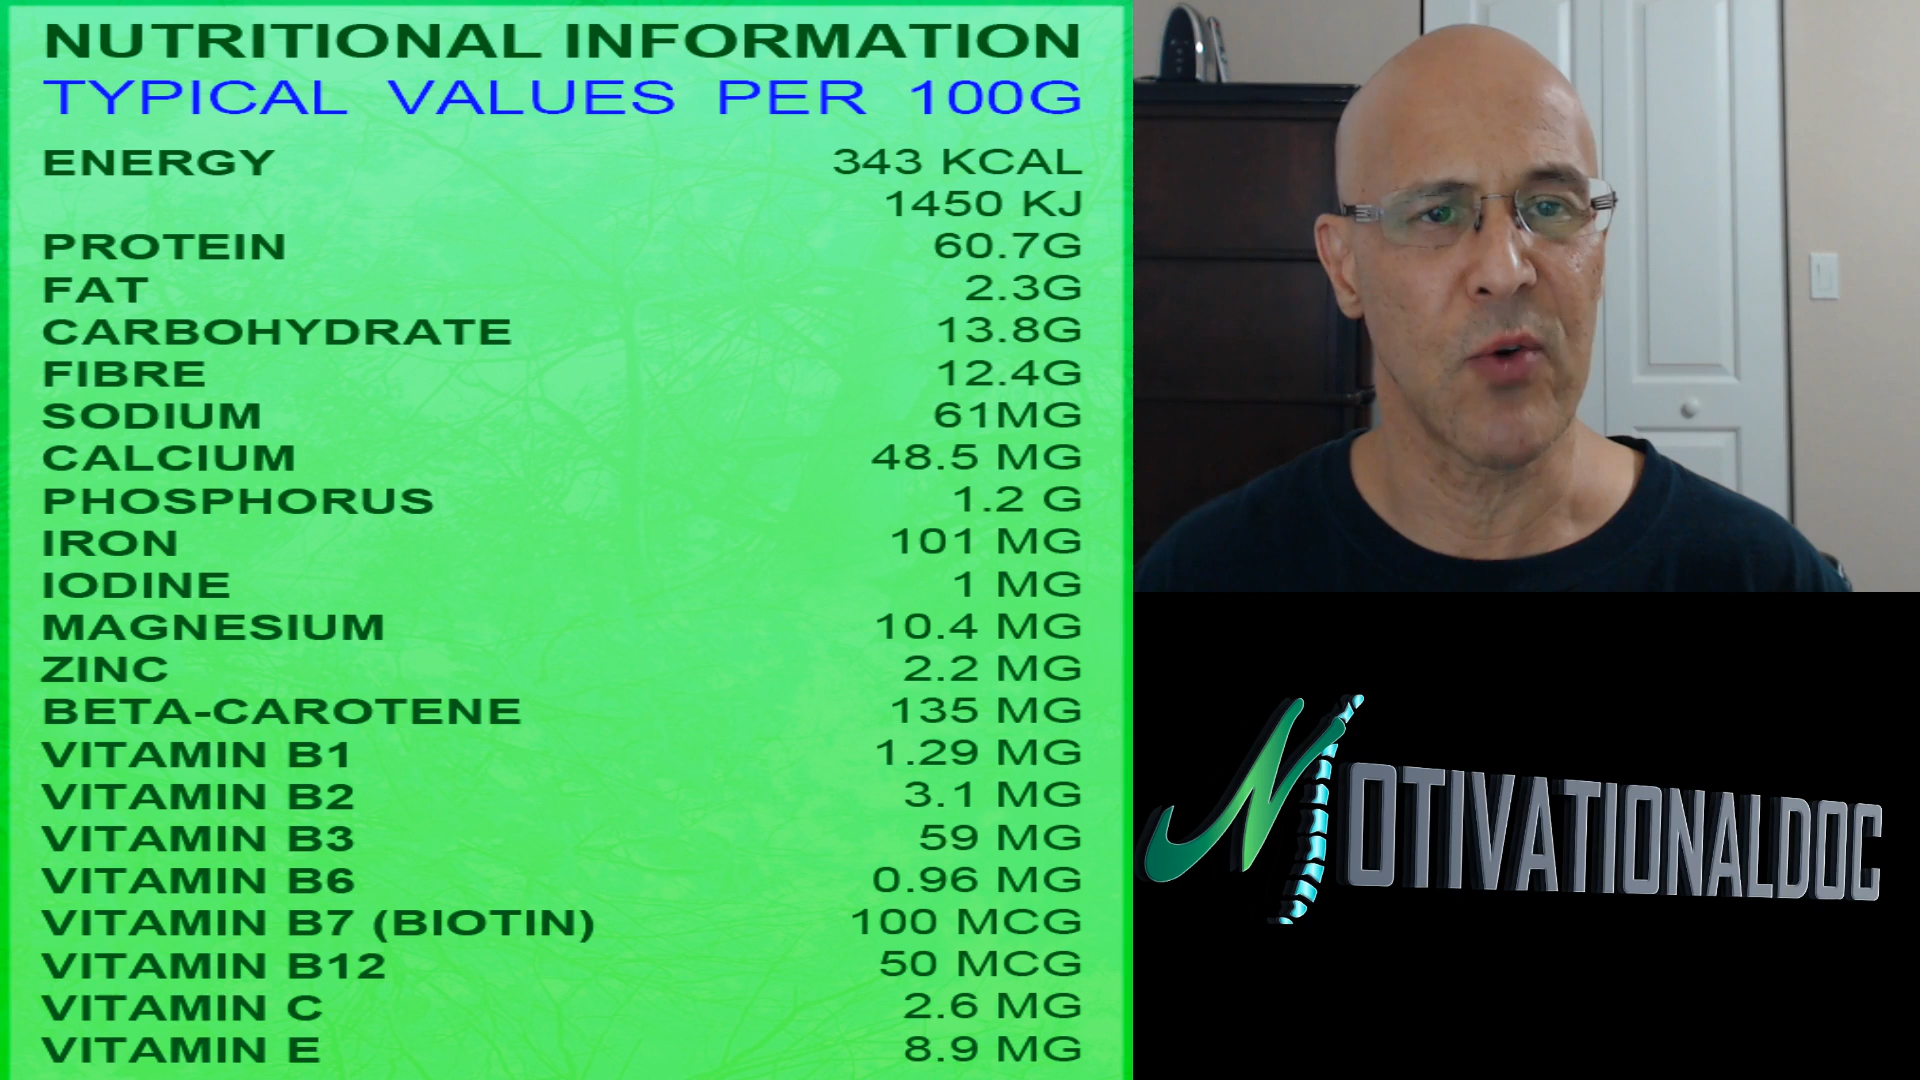 NUTRITIONAL INFORMATION
TYPICAL VALUES PER 100G
ENERGY 343 KCAL
1450 KJ
PROTEIN 60.7G
FAT 2.3G
CARBOHYDRATE 13.8G
FIBRE 12.4G
SODIUM 61MG
CALCIUM 48.5 MG
PHOSPHORUS 1.2 G
IRON 101 MG
IODINE 1 MG
MAGNESIUM 10.4 MG
ZINC 2.2 MG
BETA-CAROTENE 135 MG
VITAMIN B1 1.29 MG
VITAMIN B2 3.1 MG
VITAMIN B3 59 MG
VITAMIN B6 0.96 MG
VITAMIN B7 (BIOTIN) 100 MCG
VITAMIN B12 50 MCG
VITAMIN C 2.6 MG
VITAMIN E 8.9 MG
MOTIVATIONALDOC